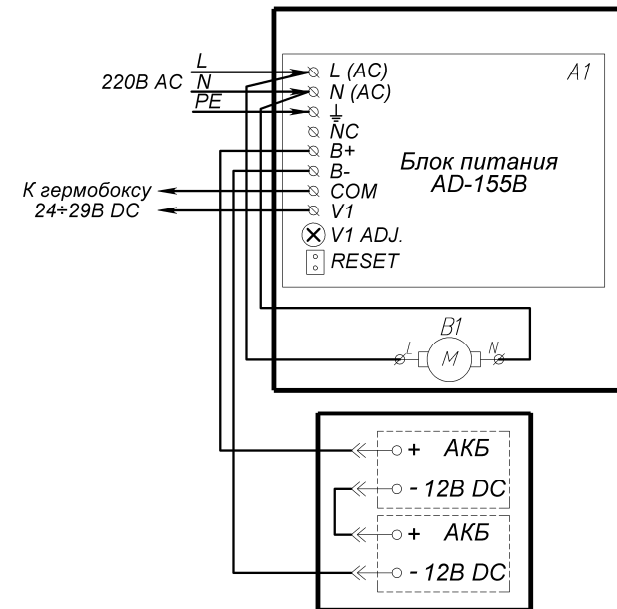 L
220В AC N
PE
L (AC)
N (AC)
NC
B+
B-
COM
V1
V1 ADJ.
RESET
A1
Блок питания
AD-155B
К гермобоксу
24÷29В DC
B1
L
M
N
+ АКБ
- 12В DC
+ АКБ
- 12В DC